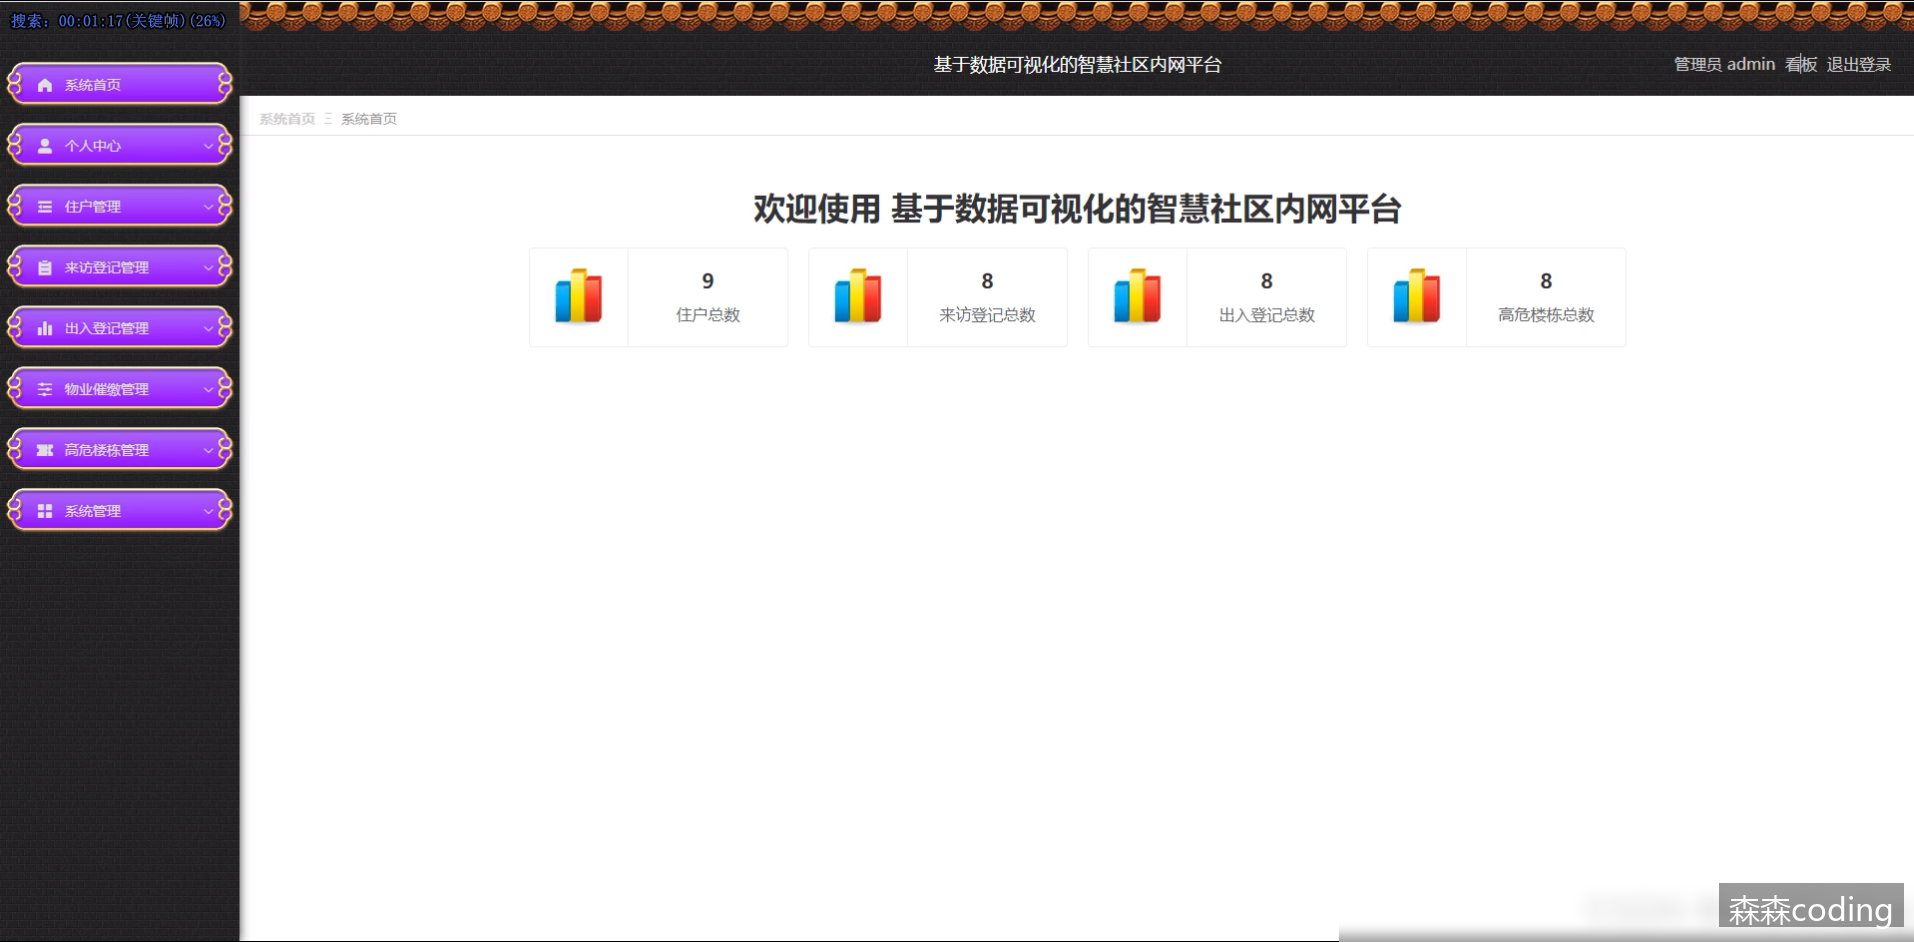 搜索: 00:01:17(关键帧)(26%)
基于数据可视化的智慧社区内网平台
管理员 admin 看板 退出登录
系统首页
个人中心
住户管理
来访登记管理
出入登记管理
物业催缴管理
高危楼栋管理
系统管理
系统首页 Ξ 系统首页
欢迎使用 基于数据可视化的智慧社区内网平台
9
住户总数
8
来访登记总数
8
出入登记总数
8
高危楼栋总数
森森coding